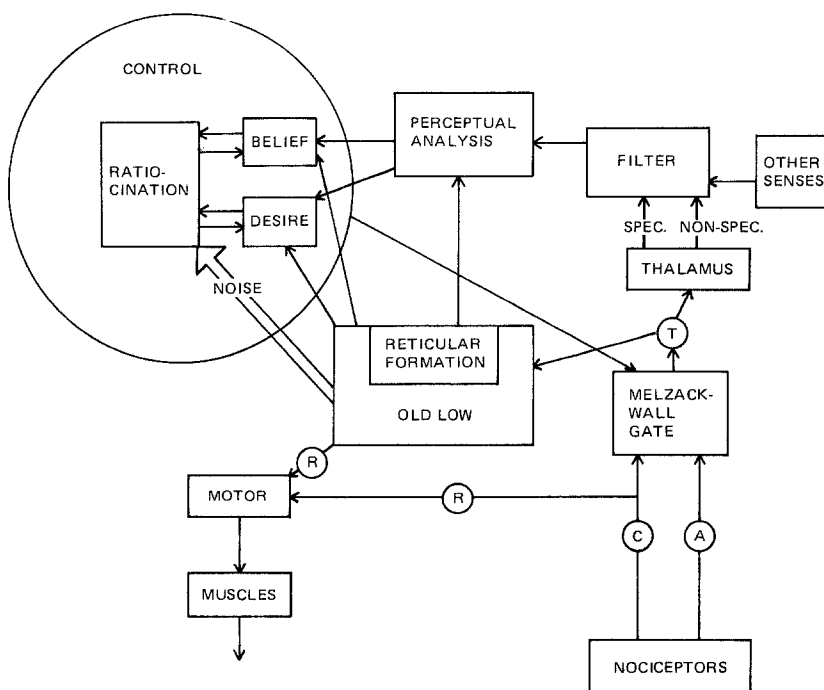 CONTROL
RATIO-
CINATION
BELIEF
DESIRE
NOISE
PERCEPTUAL
ANALYSIS
FILTER
OTHER
SENSES
SPEC.
NON-SPEC.
THALAMUS
T
RETICULAR
FORMATION
OLD LOW
MELZACK-
WALL
GATE
R
MOTOR
R
C
A
MUSCLES
NOCICEPTORS